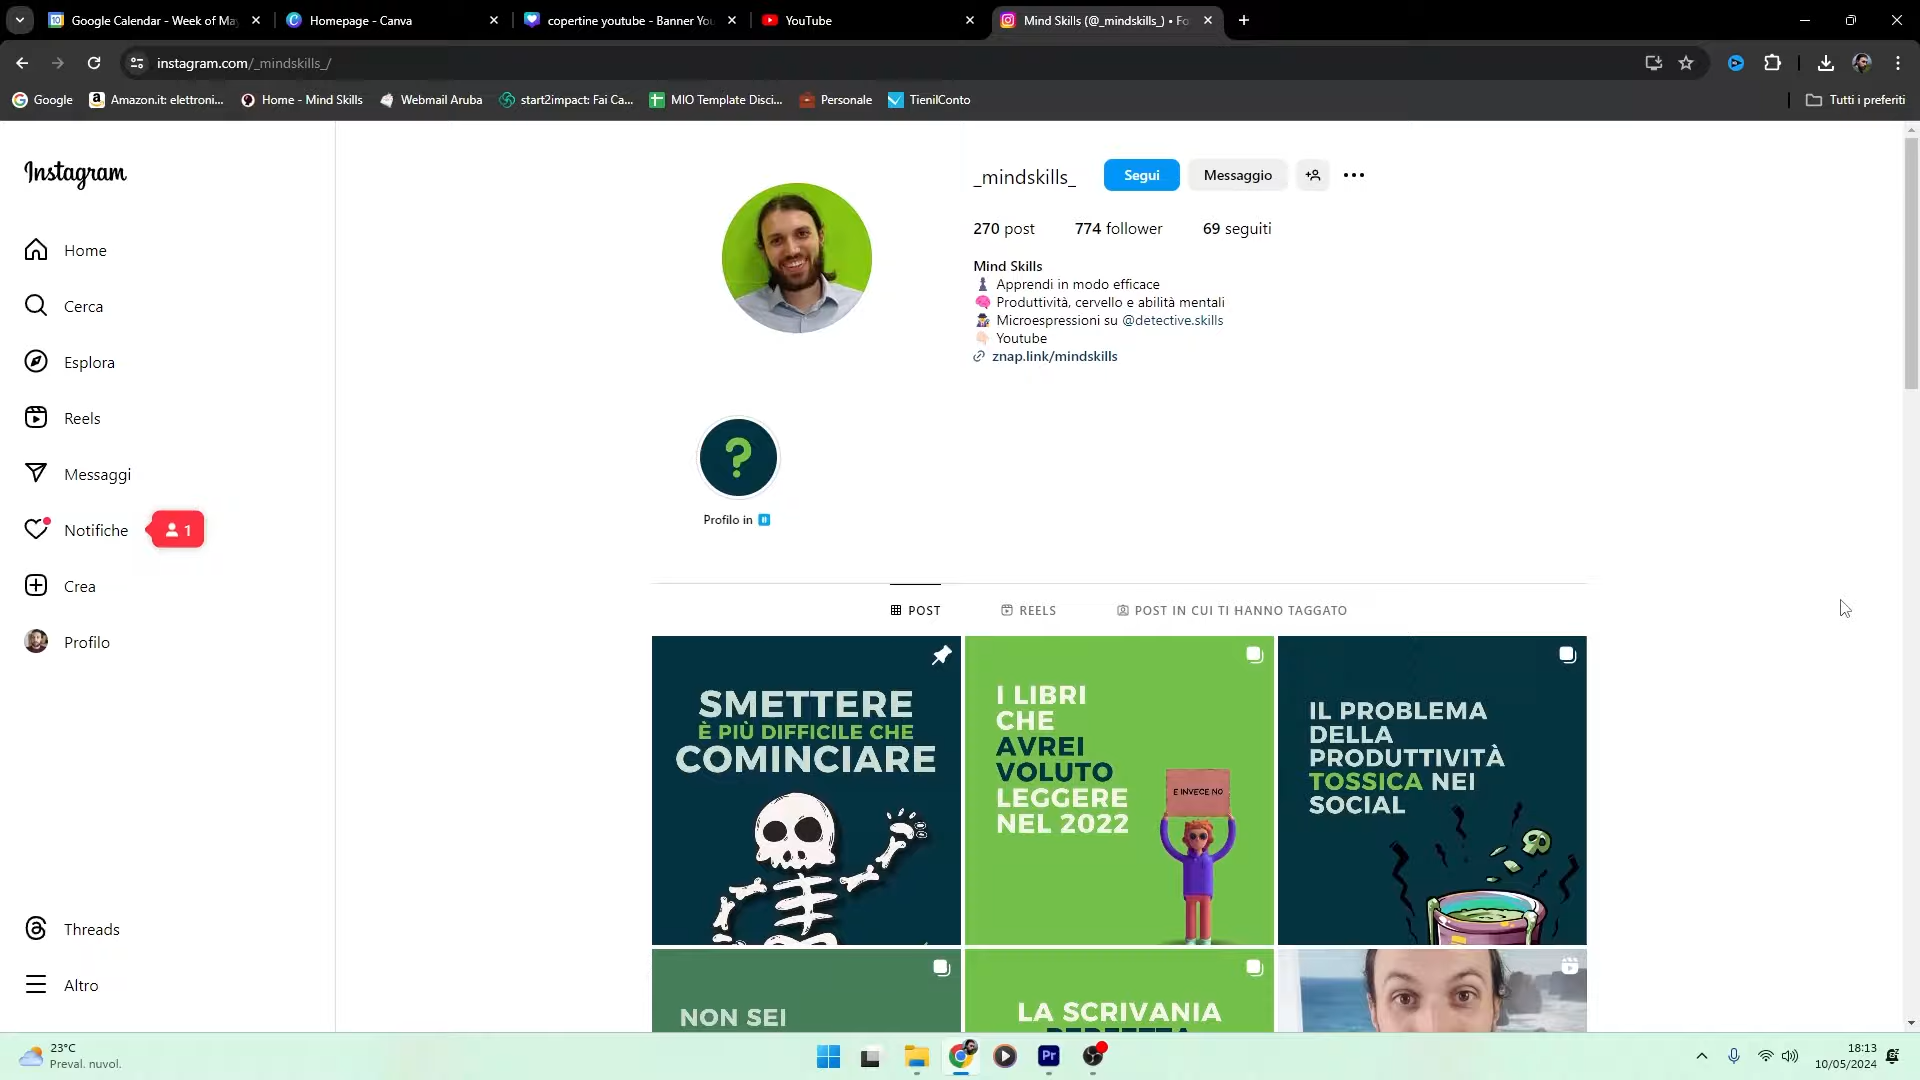 Google Calendar - Week of May
Homepage - Canva
copertine youtube - Banner You
YouTube
Mind Skills (@_mindskills_) • Fo
instagram.com/_mindskills_/
Google
Amazon.it: elettroni...
Home - Mind Skills
Webmail Aruba
start2impact: Fai Ca...
MIO Template Disci...
Personale
TienilConto
Tutti i preferiti
Instagram
Home
Cerca
Esplora
Reels
Messaggi
Notifiche
1
Crea
Profilo
Threads
Altro
_mindskills_
Segui
Messaggio
270 post
774 follower
69 seguiti
Mind Skills
Apprendi in modo efficace
Produttività, cervello e abilità mentali
Microespressioni su @detective.skills
Youtube
znap.link/mindskills
?
Profilo in ⏸
POST
REELS
POST IN CUI TI HANNO TAGGATO
SMETTERE
È PIÙ DIFFICILE CHE
COMINCIARE
I LIBRI
CHE
AVREI
VOLUTO
LEGGERE
NEL 2022
E INVECE NO
IL PROBLEMA
DELLA
PRODUTTIVITÀ
TOSSICA NEI
SOCIAL
NON SEI
LA SCRIVANIA
PERFETTA
23°C
Preval. nuvol.
Pr
18:13
10/05/2024